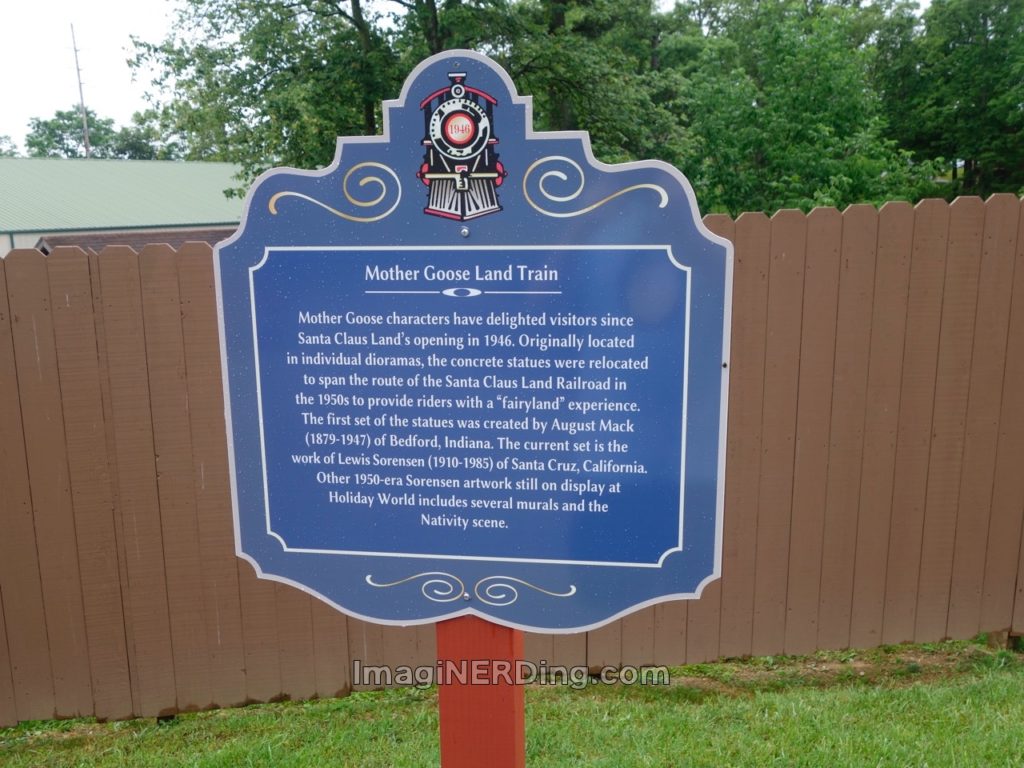 1946
Mother Goose Land Train
Mother Goose characters have delighted visitors since
Santa Claus Land's opening in 1946. Originally located
in individual dioramas, the concrete statues were relocated
to span the route of the Santa Claus Land Railroad in
the 1950s to provide riders with a "fairyland" experience.
The first set of the statues was created by August Mack
(1879-1947) of Bedford, Indiana. The current set is the
work of Lewis Sorensen (1910-1985) of Santa Cruz, California.
Other 1950-era Sorensen artwork still on display at
Holiday World includes several murals and the
Nativity scene.
ImagiNERDing.com